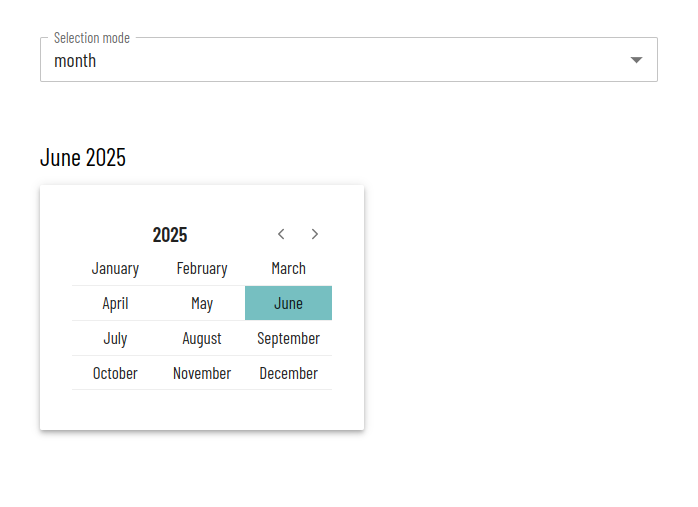 Selection mode
month
June 2025
2025
January February March
April May June
July August September
October November December